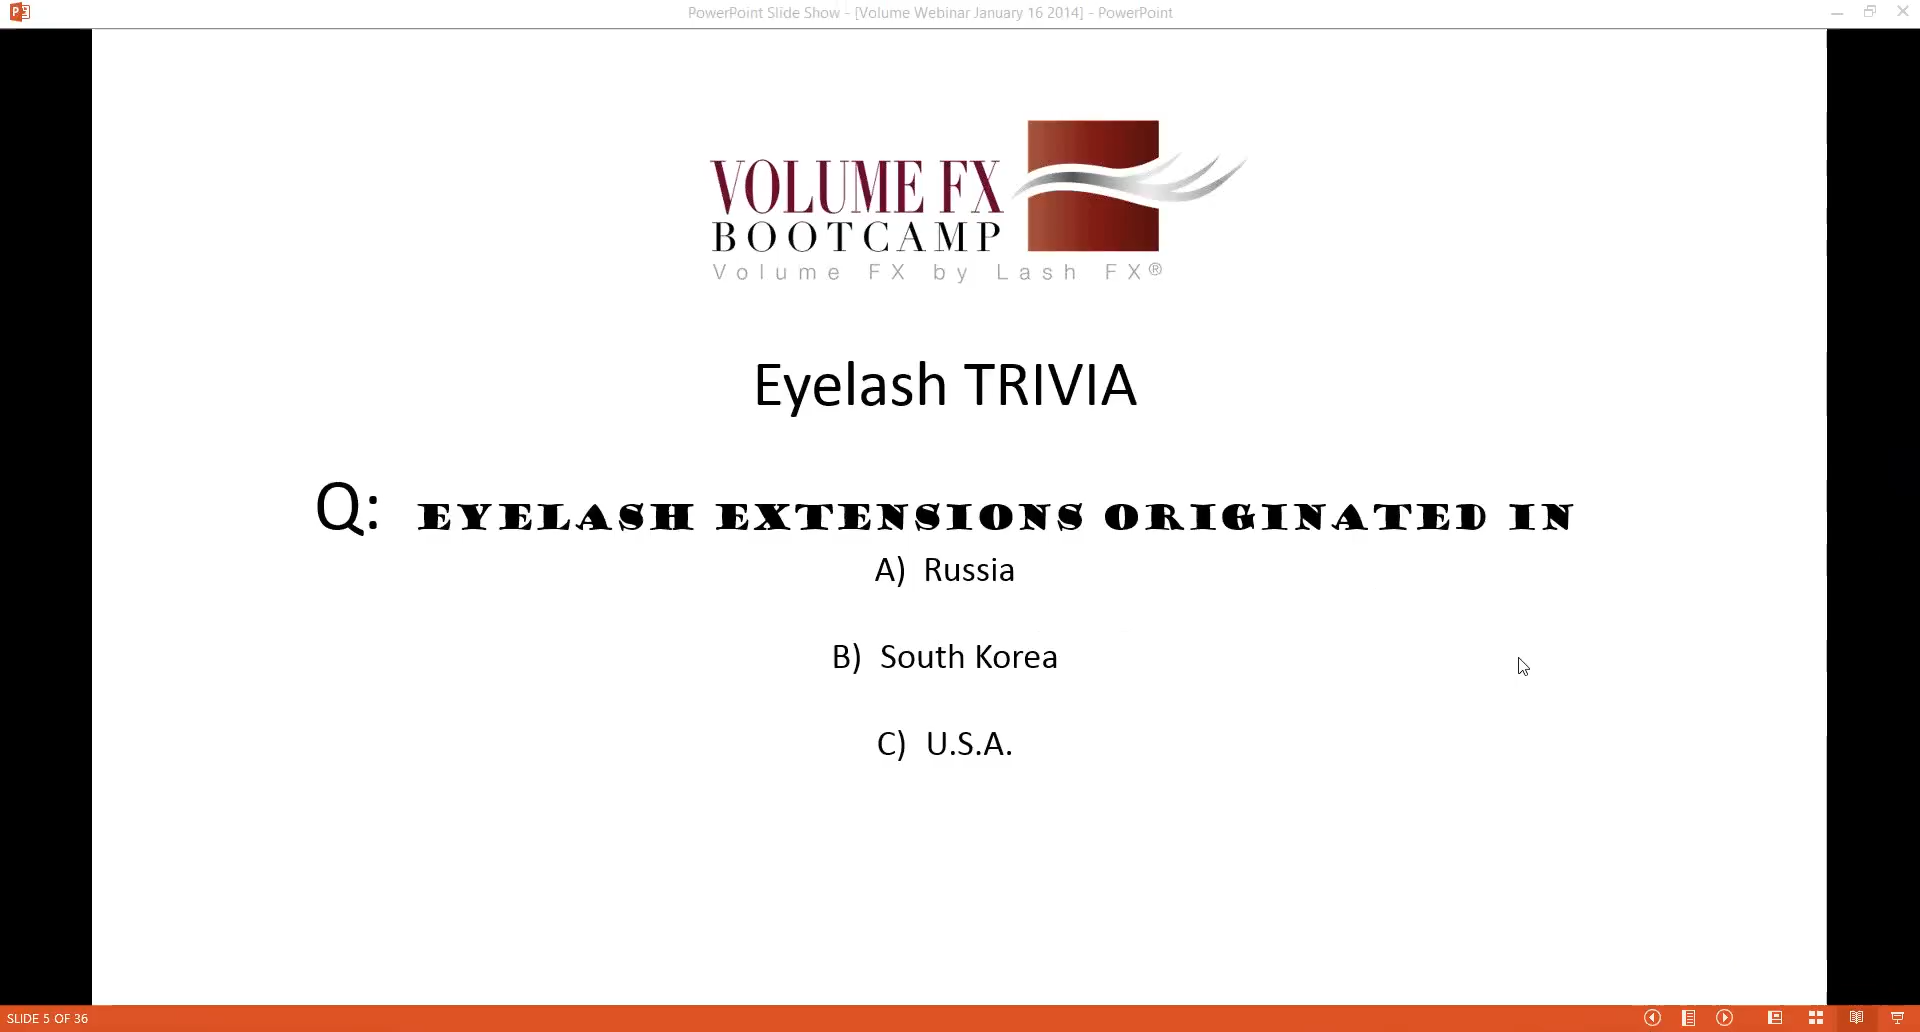 PowerPoint Slide Show - [Volume Webinar January 16 2014] - PowerPoint
VOLUME FX
BOOTCAMP
Volume FX by Lash FX®
Eyelash TRIVIA
Q: EYELASH EXTENSIONS ORIGINATED IN
A) Russia
B) South Korea
C) U.S.A.
SLIDE 5 OF 36